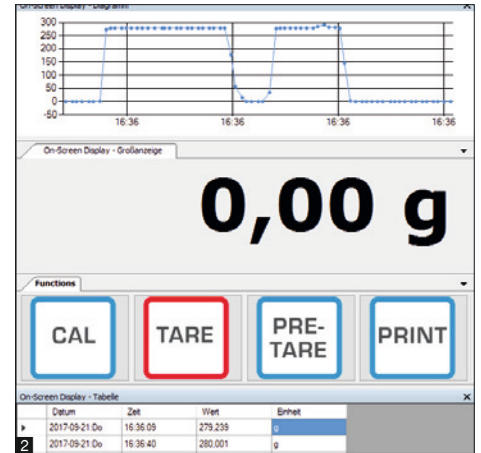 On-Screen Display - Diagramm x
300
250
200
150
100
50
0
-50
16:36 16:36 16:36 16:36
On-Screen Display - Großanzeige
0,00 g
Functions
CAL TARE PRE-TARE PRINT
On-Screen Display - Tabelle x
Datum Zeit Wert Einheit
2017-09-21:Do 16:36:09 279,239 g
2 2017-09-21:Do 16:36:40 280,001 g